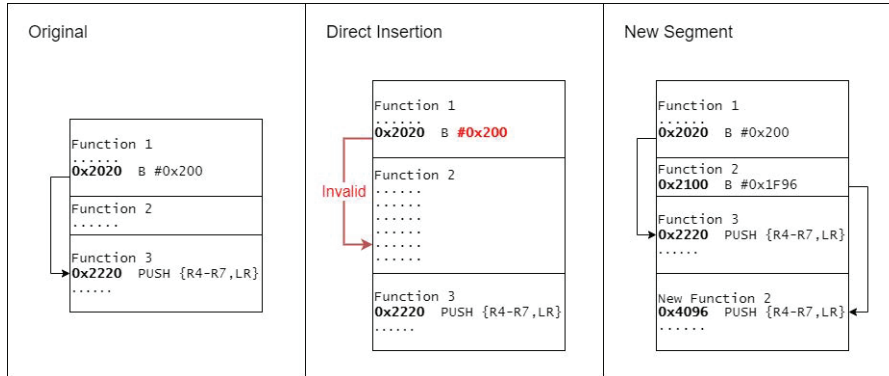 Original
Function 1
......
0x2020 B #0x200
Function 2
......
Function 3
0x2220 PUSH {R4-R7,LR}
......
Direct Insertion
Function 1
......
0x2020 B #0x200
Invalid
Function 2
......
......
......
......
......
......
Function 3
0x2220 PUSH {R4-R7,LR}
......
New Segment
Function 1
......
0x2020 B #0x200
Function 2
0x2100 B #0x1F96
Function 3
0x2220 PUSH {R4-R7,LR}
......
New Function 2
0x4096 PUSH {R4-R7,LR}
......